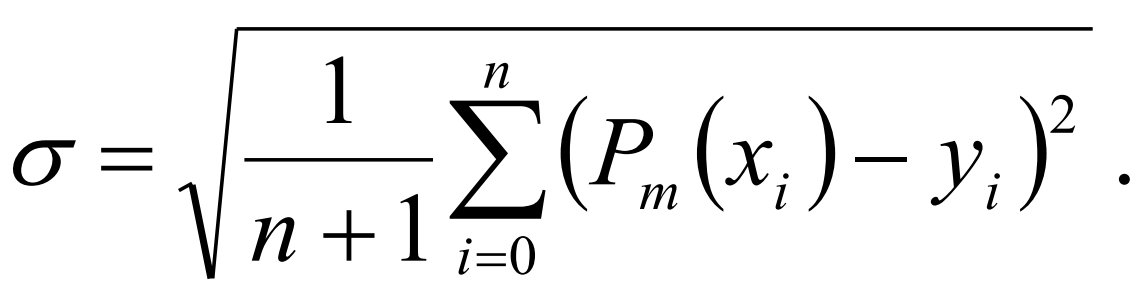 σ = √(1/(n+1) ∑_{i=0}^{n} (P_m(x_i) − y_i)²) .